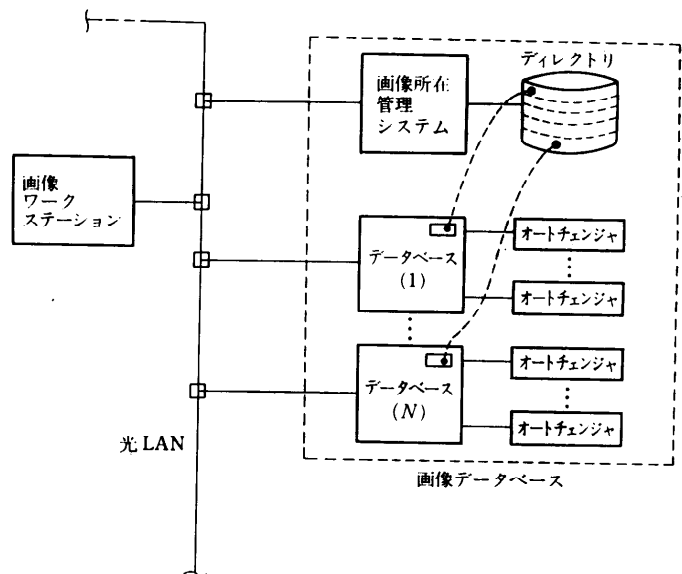 ディレクトリ
画像所在
管理
システム
画像
ワーク
ステーション
データベース
(1)
オートチェンジャ
オートチェンジャ
データベース
(N)
オートチェンジャ
オートチェンジャ
光LAN
画像データベース